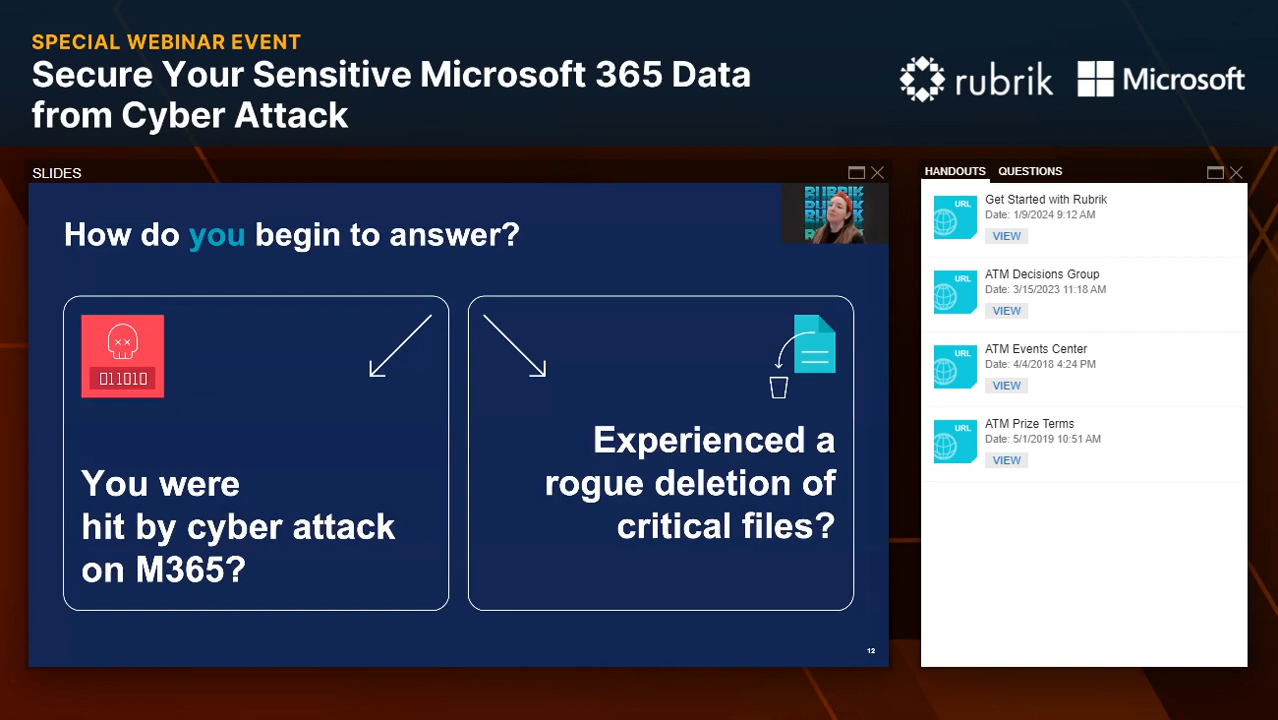 SPECIAL WEBINAR EVENT
Secure Your Sensitive Microsoft 365 Data
from Cyber Attack
rubrik
Microsoft
SLIDES
RUBRIK
How do you begin to answer?
011010
You were
hit by cyber attack
on M365?
Experienced a
rogue deletion of
critical files?
12
HANDOUTS QUESTIONS
URL
Get Started with Rubrik
Date: 1/9/2024 9:12 AM
VIEW
URL
ATM Decisions Group
Date: 3/15/2023 11:18 AM
VIEW
URL
ATM Events Center
Date: 4/4/2018 4:24 PM
VIEW
URL
ATM Prize Terms
Date: 5/1/2019 10:51 AM
VIEW